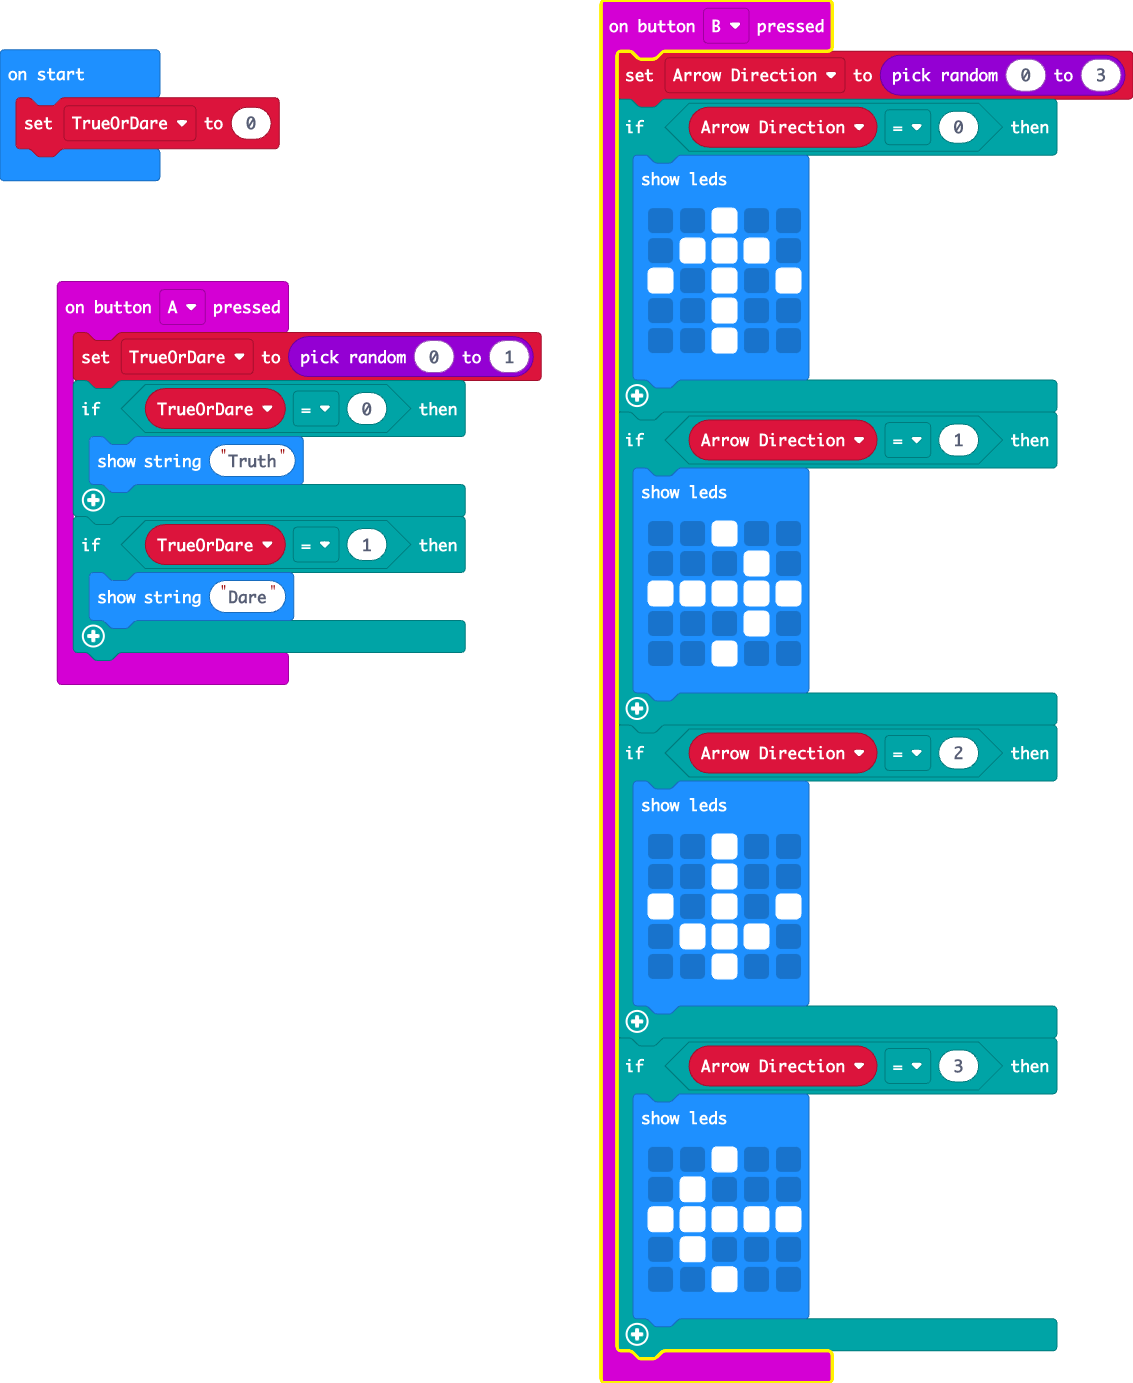 on start
set TrueOrDare to 0
on button A pressed
set TrueOrDare to pick random 0 to 1
if TrueOrDare = 0 then
show string "Truth"
if TrueOrDare = 1 then
show string "Dare"
on button B pressed
set Arrow Direction to pick random 0 to 3
if Arrow Direction = 0 then
show leds
if Arrow Direction = 1 then
show leds
if Arrow Direction = 2 then
show leds
if Arrow Direction = 3 then
show leds